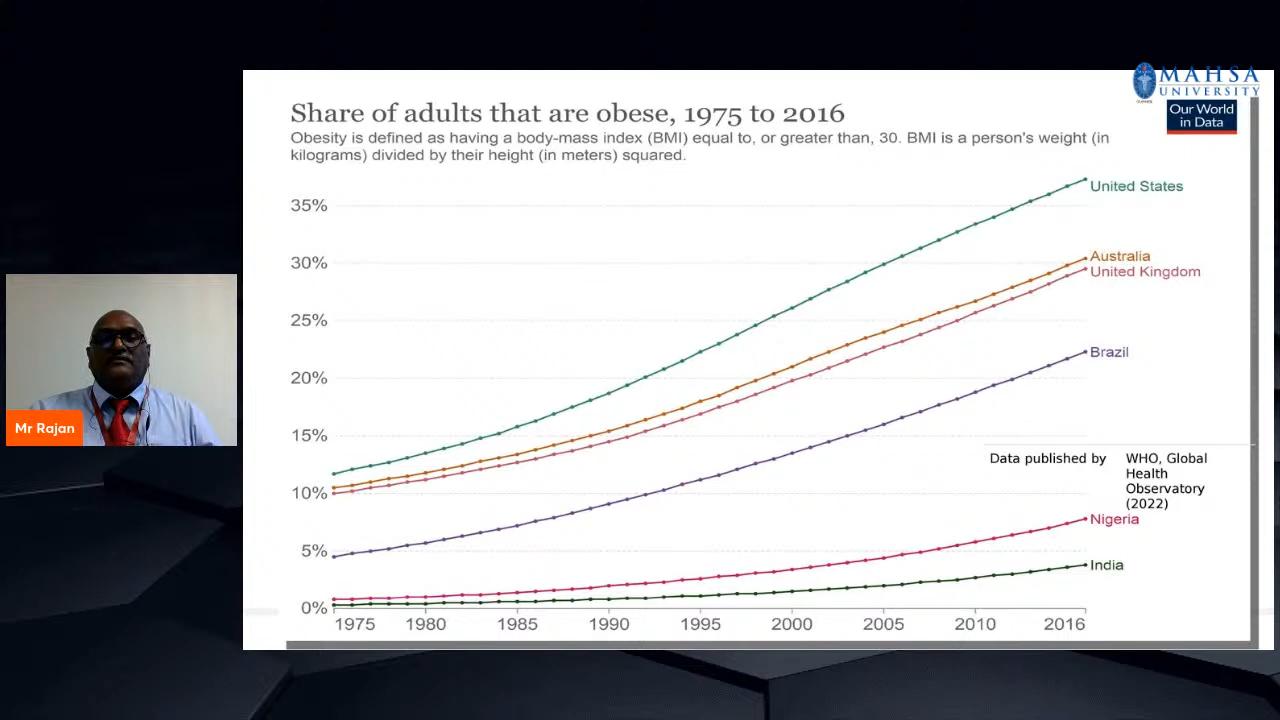 MAHSA
UNIVERSITY
Our World
in Data
Share of adults that are obese, 1975 to 2016
Obesity is defined as having a body-mass index (BMI) equal to, or greater than, 30. BMI is a person's weight (in
kilograms) divided by their height (in meters) squared.
35%
30%
25%
20%
15%
10%
5%
0%
United States
Australia
United Kingdom
Brazil
Data published by
WHO, Global
Health
Observatory
(2022)
Nigeria
India
1975 1980 1985 1990 1995 2000 2005 2010 2016
Mr Rajan